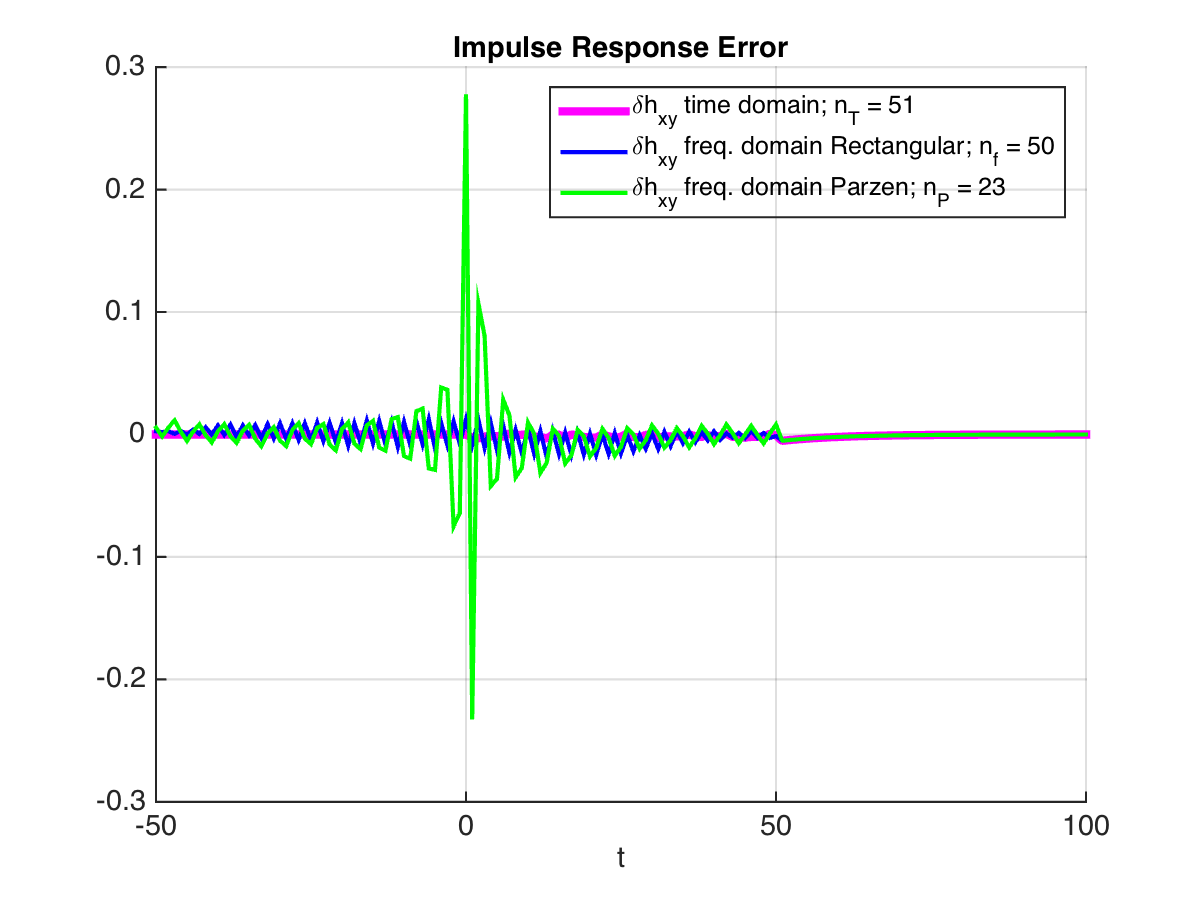 Impulse Response Error
0.3
0.2
0.1
0
-0.1
-0.2
-0.3
δh_xy time domain; n_T = 51
δh_xy freq. domain Rectangular; n_f = 50
δh_xy freq. domain Parzen; n_P = 23
-50 0 50 100
t